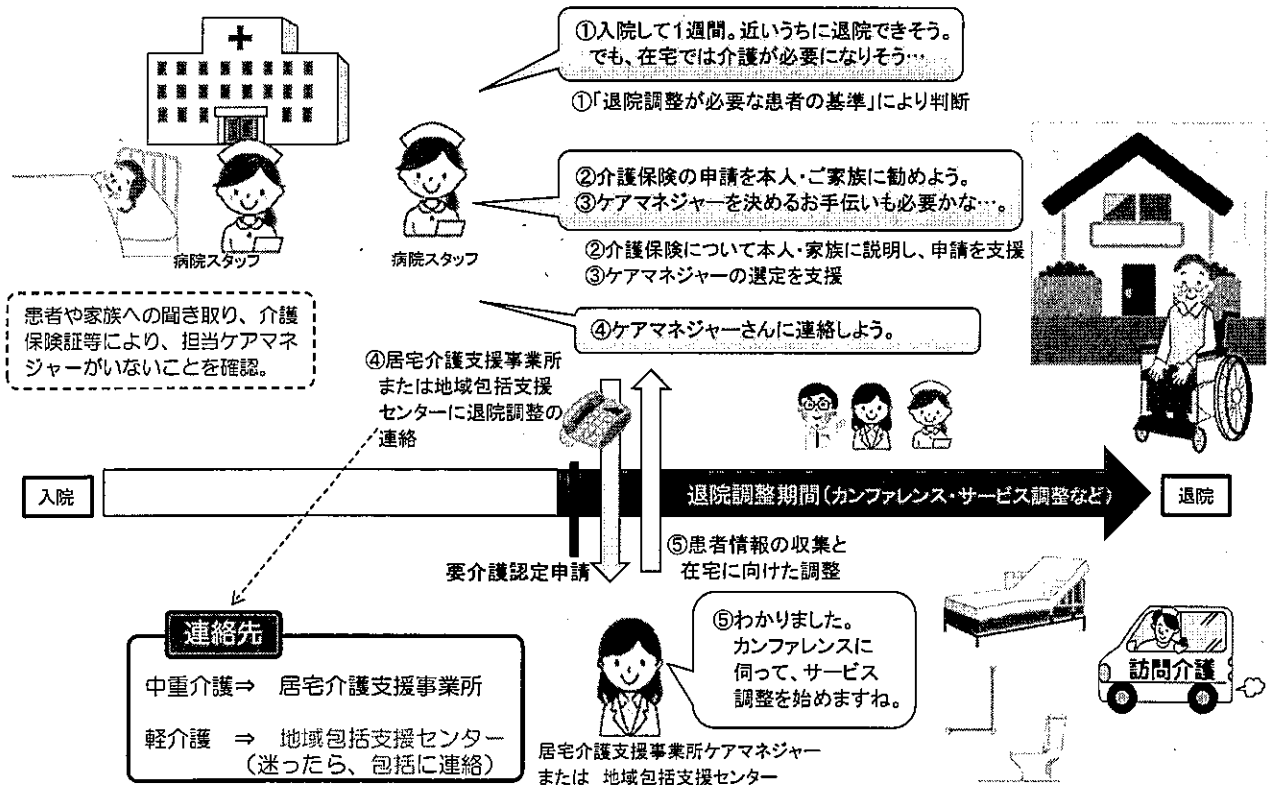 ①入院して1週間。近いうちに退院できそう。
でも、在宅では介護が必要になりそう…
①「退院調整が必要な患者の基準」により判断
②介護保険の申請を本人・ご家族に勧めよう。
③ケアマネジャーを決めるお手伝いも必要かな…。
病院スタッフ
病院スタッフ
②介護保険について本人・家族に説明し、申請を支援
③ケアマネジャーの選定を支援
患者や家族への聞き取り、介護
保険証等により、担当ケアマネ
ジャーがいないことを確認。
④ケアマネジャーさんに連絡しよう。
④居宅介護支援事業所
または地域包括支援
センターに退院調整の
連絡
入院
退院調整期間(カンファレンス・サービス調整など)
退院
要介護認定申請
⑤患者情報の収集と
在宅に向けた調整
連絡先
中重介護⇒ 居宅介護支援事業所
軽介護 ⇒ 地域包括支援センター
(迷ったら、包括に連絡)
⑤わかりました。
カンファレンスに
伺って、サービス
調整を始めますね。
訪問介護
居宅介護支援事業所ケアマネジャー
または 地域包括支援センター